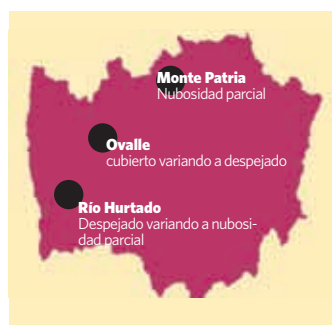 Monte Patria
Nubosidad parcial
Ovalle
cubierto variando a despejado
Río Hurtado
Despejado variando a nubosi-
dad parcial